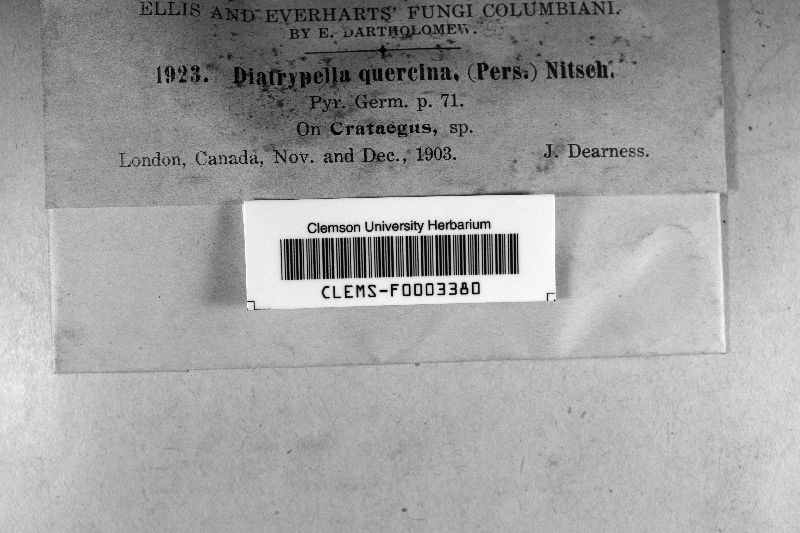 ELLIS AND EVERHARTS' FUNGI COLUMBIANI.
BY E. BARTHOLOMEW.
1923. Diatrypella quercina, (Pers.) Nitsch.
Pyr. Germ. p. 71.
On Crataegus, sp.
London, Canada, Nov. and Dec., 1903. J. Dearness.
Clemson University Herbarium
CLEMS-F0003380